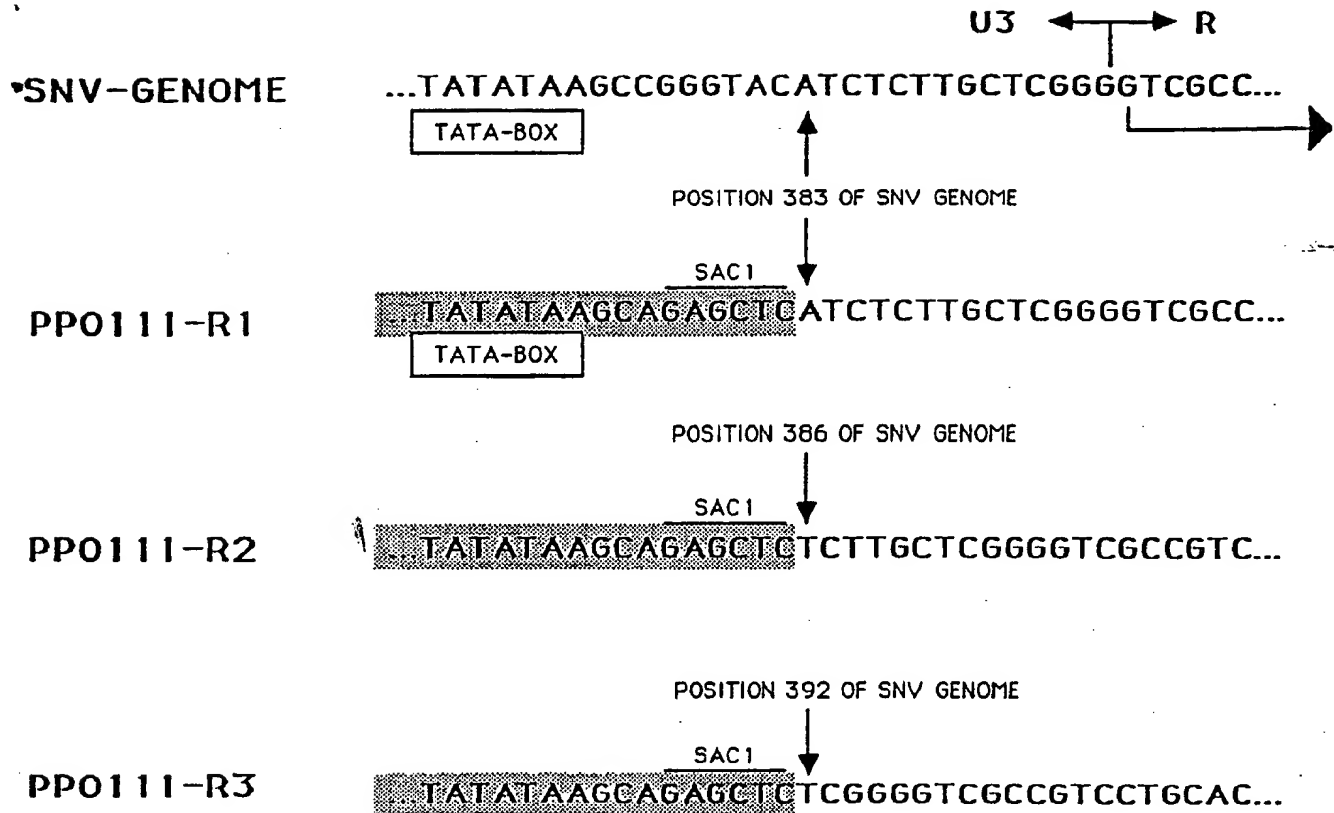 U3 R
SNV-GENOME ...TATATAAGCCGGGTACATCTCTTGCTCGGGGTCGCC...
TATA-BOX
POSITION 383 OF SNV GENOME
SAC1
PPO111-R1 ...TATATAAGCAGAGCTCATCTCTTGCTCGGGGTCGCC...
TATA-BOX
POSITION 386 OF SNV GENOME
SAC1
PPO111-R2 ...TATATAAGCAGAGCTCTCTTGCTCGGGGTCGCCGTC...
POSITION 392 OF SNV GENOME
SAC1
PPO111-R3 ...TATATAAGCAGAGCTCTCGGGGTCGCCGTCCTGCAC...